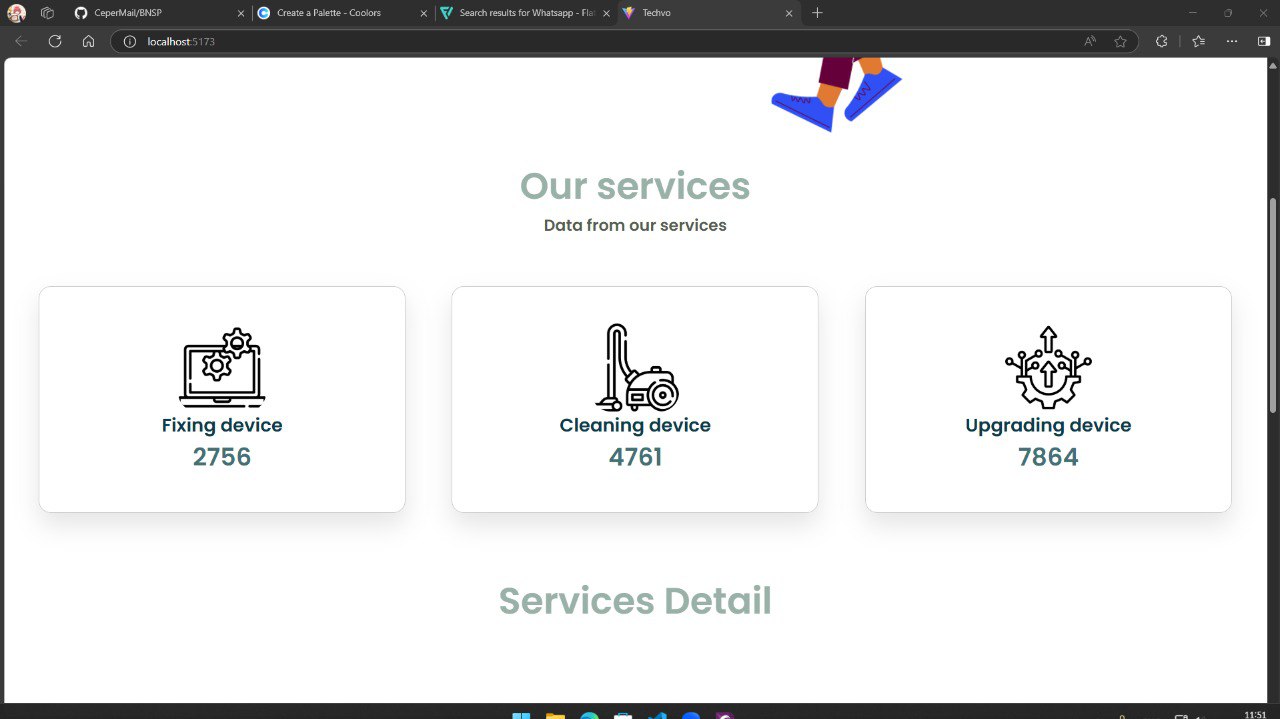 CeperMail/BNSP
Create a Palette - Coolors
Search results for Whatsapp - Fla
Techvo
localhost:5173
Our services
Data from our services
Fixing device
2756
Cleaning device
4761
Upgrading device
7864
Services Detail
11:51